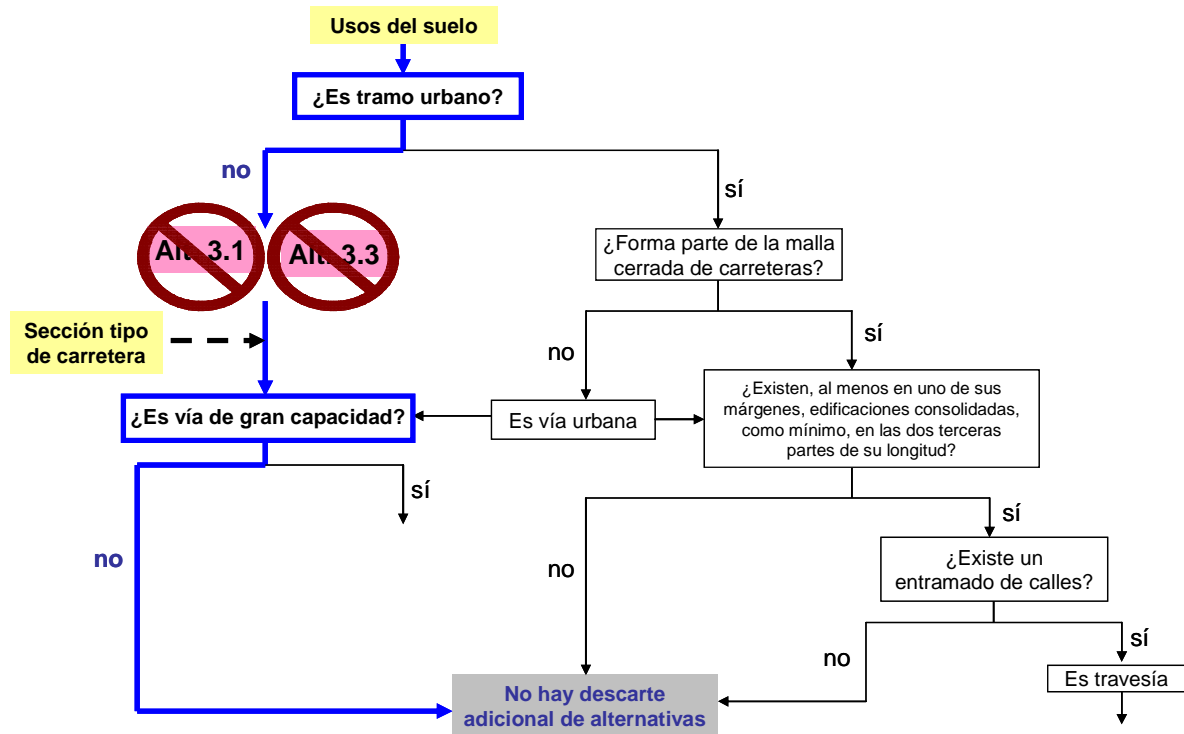 Usos del suelo
¿Es tramo urbano?
no
sí
Alt. 3.1
Alt. 3.3
¿Forma parte de la malla
cerrada de carreteras?
Sección tipo
de carretera
no
sí
¿Es vía de gran capacidad?
Es vía urbana
¿Existen, al menos en uno de sus
márgenes, edificaciones consolidadas,
como mínimo, en las dos terceras
partes de su longitud?
sí
no
no
sí
¿Existe un
entramado de calles?
no
sí
No hay descarte
adicional de alternativas
Es travesía